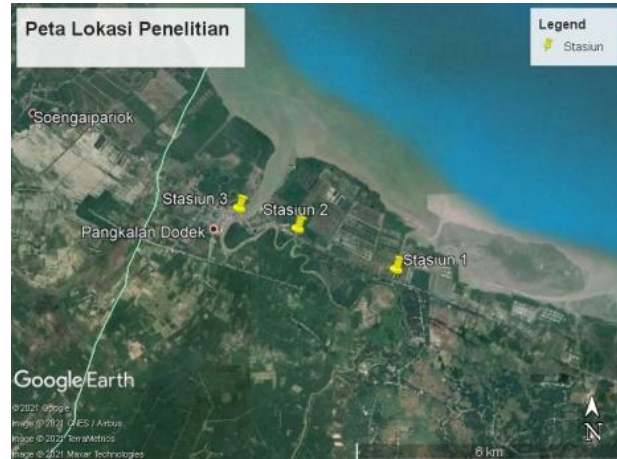 Peta Lokasi Penelitian
Legend
Stasiun
Soengaipariok
Stasiun 3
Stasiun 2
Pangkalan Dodek
Stasiun 1
Google Earth
©2021 Google
Image © 2021 CNES / Airbus
Image © 2021 TerraMetrics
Image © 2021 Maxar Technologies
N
6 km